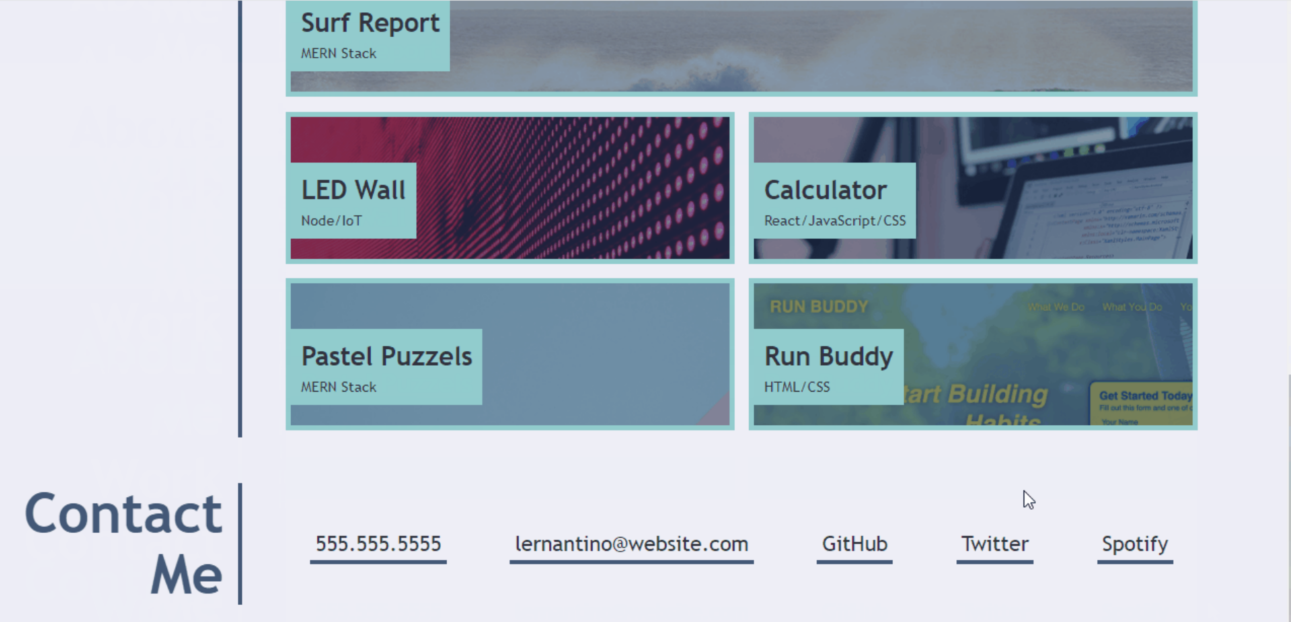 Surf Report
MERN Stack
LED Wall
Node/IoT
Calculator
React/JavaScript/CSS
Pastel Puzzels
MERN Stack
RUN BUDDY
What We Do What You Do Yo
Run Buddy
HTML/CSS
tart Building
Habits
Get Started Today
Fill out this form and one of
Your Name
Contact
Me
555.555.5555
lernantino@website.com
GitHub
Twitter
Spotify